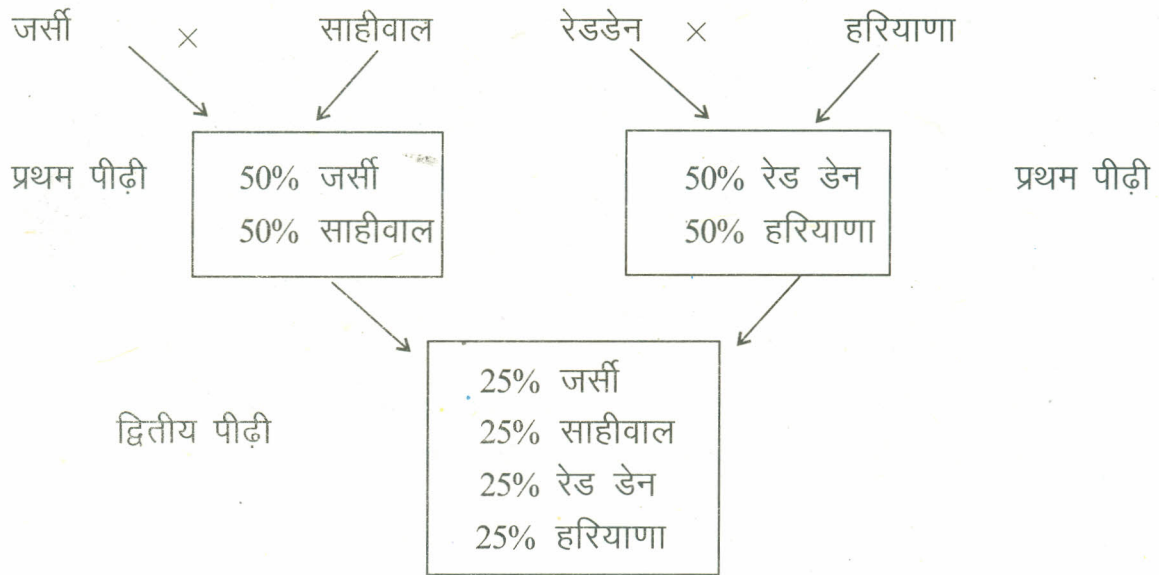 जर्सी × साहीवाल रेडडेन × हरियाणा
प्रथम पीढ़ी 50% जर्सी 50% रेड डेन प्रथम पीढ़ी
50% साहीवाल 50% हरियाणा
25% जर्सी
द्वितीय पीढ़ी 25% साहीवाल
25% रेड डेन
25% हरियाणा